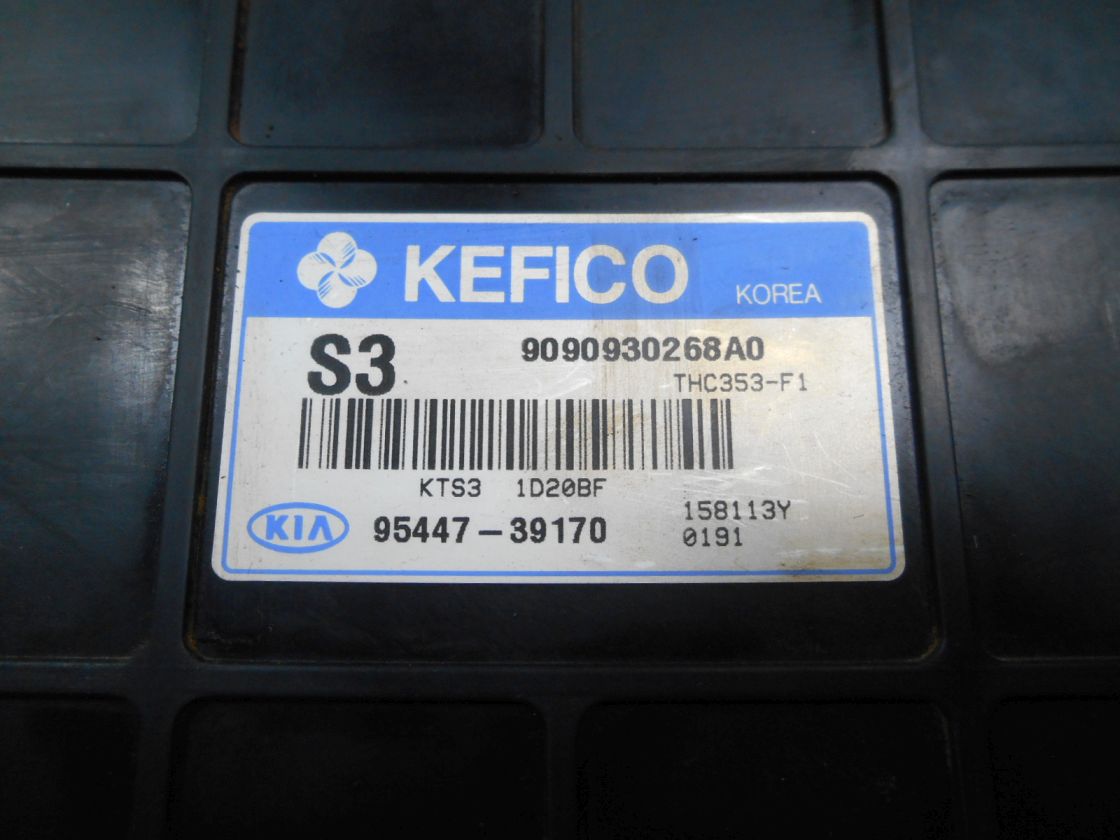 KEFICO KOREA
S3 9090930268A0
THC353-F1
KTS3 1D20BF
158113Y
KIA 95447-39170
0191